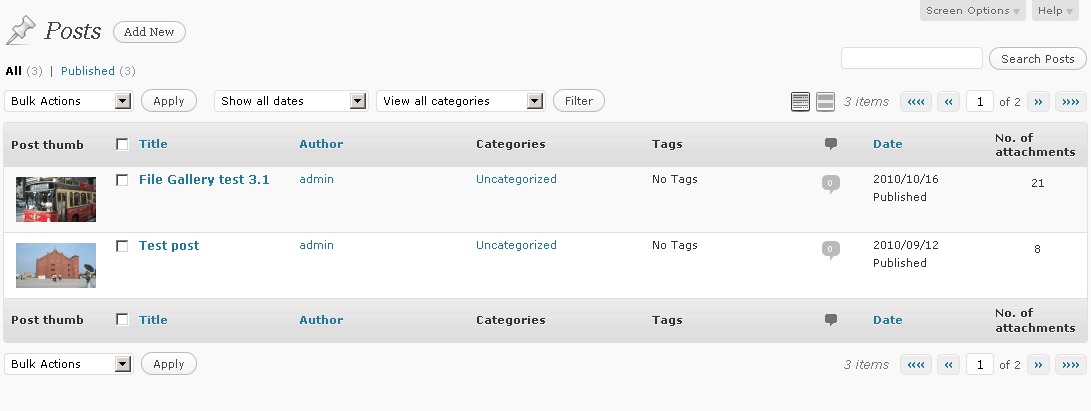 Screen Options Help
Posts Add New
Search Posts
All (3) | Published (3)
Bulk Actions Apply Show all dates View all categories Filter 3 items «« « 1 of 2 » »»
Post thumb Title Author Categories Tags Date No. of attachments
File Gallery test 3.1 admin Uncategorized No Tags 0 2010/10/16 21
Published
Test post admin Uncategorized No Tags 0 2010/09/12 8
Published
Post thumb Title Author Categories Tags Date No. of attachments
Bulk Actions Apply 3 items «« « 1 of 2 » »»